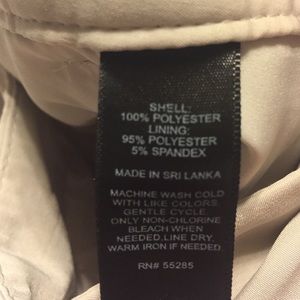 SHELL:
100% POLYESTER
LINING:
95% POLYESTER
5% SPANDEX
MADE IN SRI LANKA
MACHINE WASH COLD
WITH LIKE COLORS,
GENTLE CYCLE.
ONLY NON-CHLORINE
BLEACH WHEN
NEEDED,LINE DRY,
WARM IRON IF NEEDED.
RN# 55285